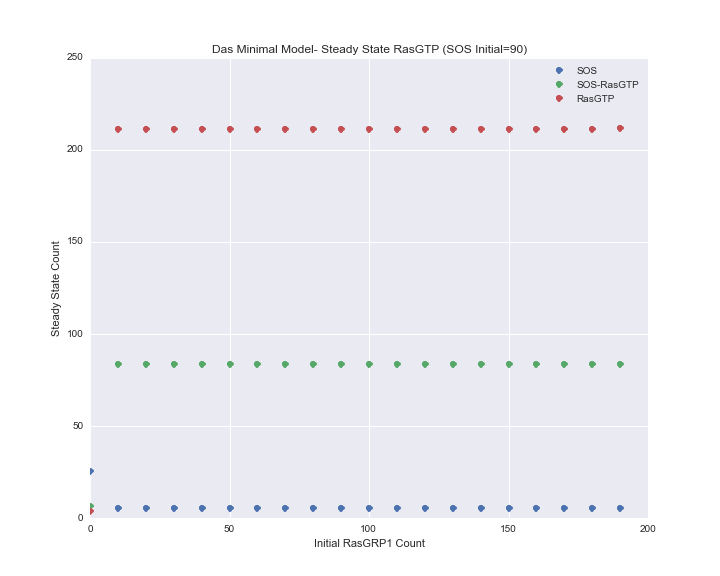 Das Minimal Model- Steady State RasGTP (SOS Initial=90)
SOS
SOS-RasGTP
RasGTP
250
200
150
100
50
0
Steady State Count
0 50 100 150 200
Initial RasGRP1 Count